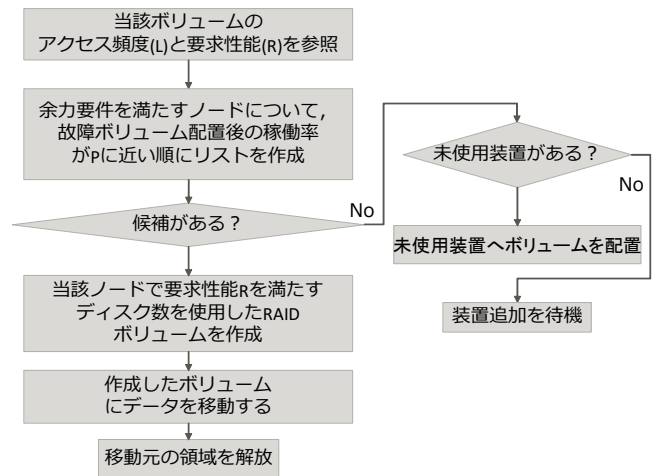 当該ボリュームの
アクセス頻度(L)と要求性能(R)を参照
余力要件を満たすノードについて,
故障ボリューム配置後の稼働率
がPに近い順にリストを作成
候補がある？
No
当該ノードで要求性能Rを満たす
ディスク数を使用したRAID
ボリュームを作成
作成したボリューム
にデータを移動する
移動元の領域を解放
未使用装置がある？
No
未使用装置へボリュームを配置
装置追加を待機